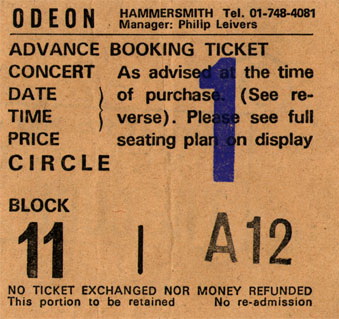 ODEON HAMMERSMITH Tel. 01-748-4081
Manager: Philip Leivers
ADVANCE BOOKING TICKET
CONCERT As advised at the time
DATE of purchase. (See re-
TIME verse). Please see full
PRICE seating plan on display
CIRCLE
1
BLOCK
11 | A12
NO TICKET EXCHANGED NOR MONEY REFUNDED
This portion to be retained No re-admission